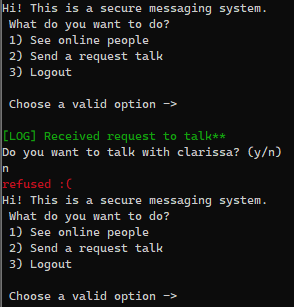 Hi! This is a secure messaging system.
What do you want to do?
1) See online people
2) Send a request talk
3) Logout
Choose a valid option ->
[LOG] Received request to talk**
Do you want to talk with clarissa? (y/n)
n
refused :(
Hi! This is a secure messaging system.
What do you want to do?
1) See online people
2) Send a request talk
3) Logout
Choose a valid option ->